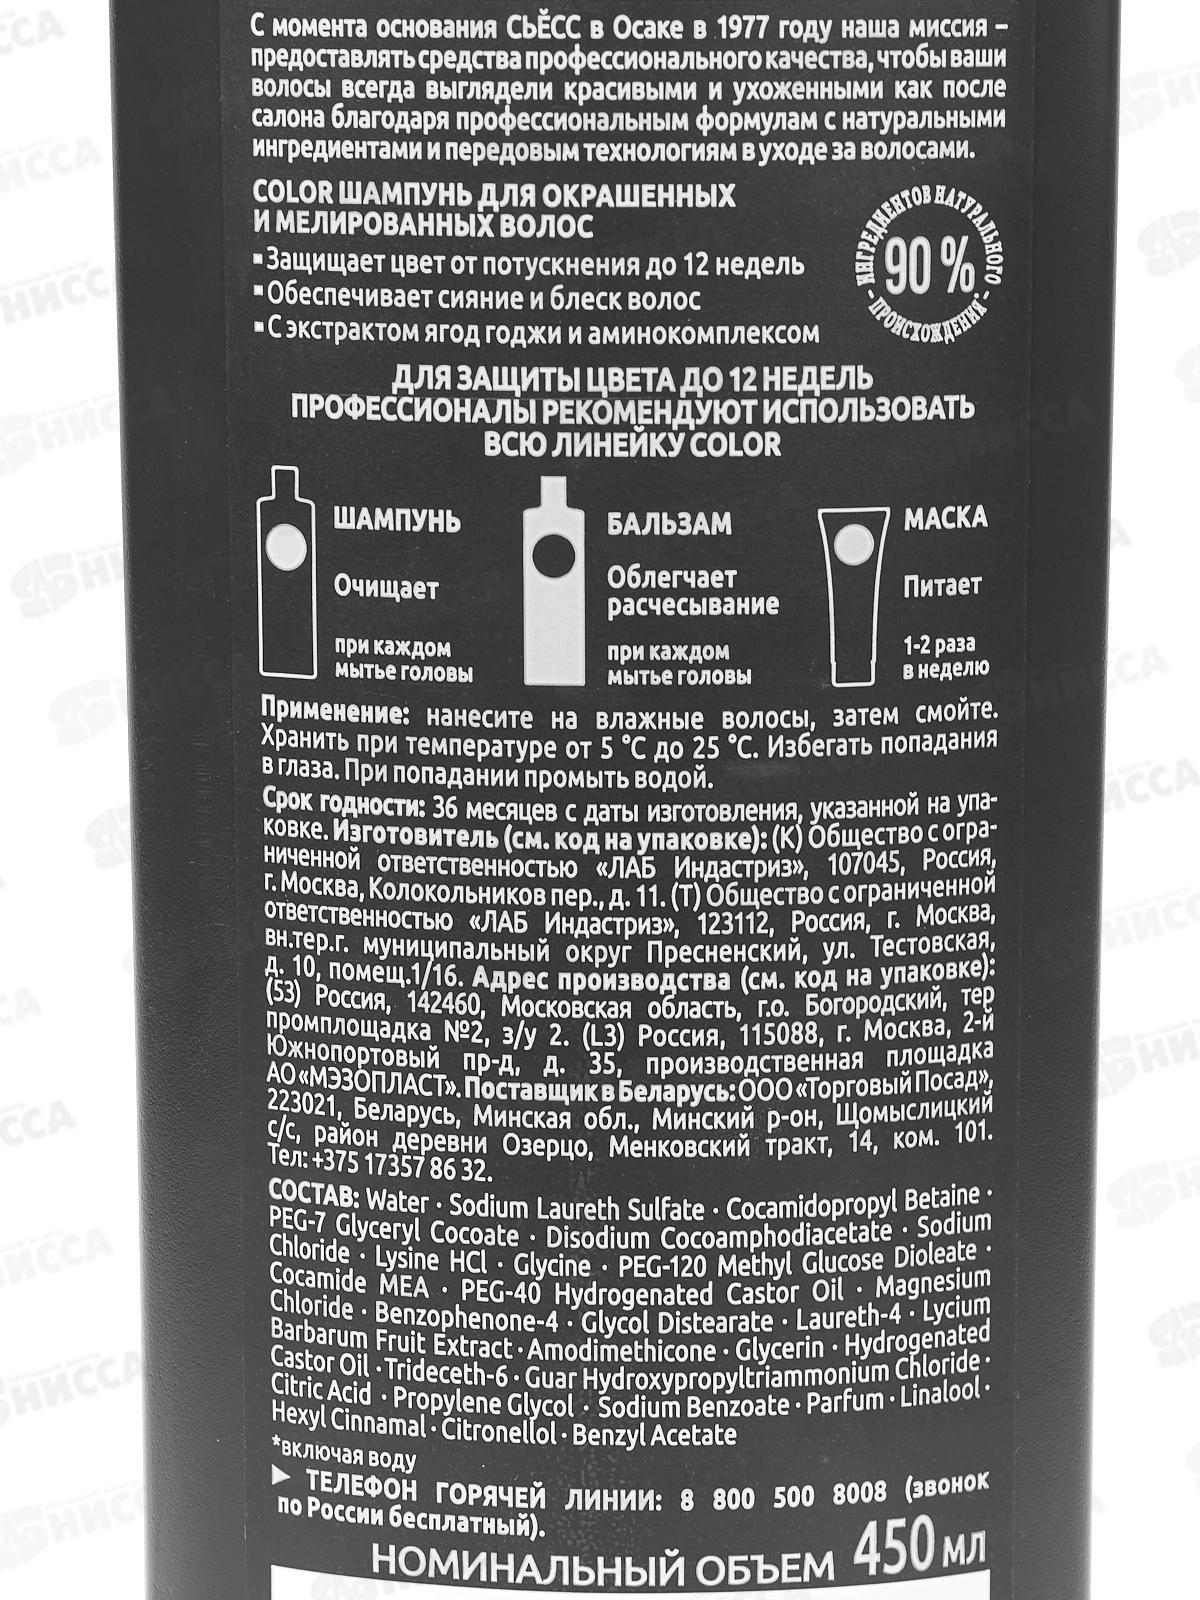 С момента основания СЬЁСС в Осаке в 1977 году наша миссия –
предоставлять средства профессионального качества, чтобы ваши
волосы всегда выглядели красивыми и ухоженными как после
салона благодаря профессиональным формулам с натуральными
ингредиентами и передовым технологиям в уходе за волосами.
COLOR ШАМПУНЬ ДЛЯ ОКРАШЕННЫХ
И МЕЛИРОВАННЫХ ВОЛОС
▪ Защищает цвет от потускнения до 12 недель
▪ Обеспечивает сияние и блеск волос
▪ С экстрактом ягод годжи и аминокомплексом
ИНГРЕДИЕНТОВ НАТУРАЛЬНОГО
90 %
– ПРОИСХОЖДЕНИЯ* –
ДЛЯ ЗАЩИТЫ ЦВЕТА ДО 12 НЕДЕЛЬ
ПРОФЕССИОНАЛЫ РЕКОМЕНДУЮТ ИСПОЛЬЗОВАТЬ
ВСЮ ЛИНЕЙКУ COLOR
ШАМПУНЬ
Очищает
при каждом
мытье головы
БАЛЬЗАМ
Облегчает
расчесывание
при каждом
мытье головы
МАСКА
Питает
1-2 раза
в неделю
Применение: нанесите на влажные волосы, затем смойте.
Хранить при температуре от 5 °C до 25 °C. Избегать попадания
в глаза. При попадании промыть водой.
Срок годности: 36 месяцев с даты изготовления, указанной на упа-
ковке. Изготовитель (см. код на упаковке): (К) Общество с огра-
ниченной ответственностью «ЛАБ Индастриз», 107045, Россия,
г. Москва, Колокольников пер., д. 11. (Т) Общество с ограниченной
ответственностью «ЛАБ Индастриз», 123112, Россия, г. Москва,
вн.тер.г. муниципальный округ Пресненский, ул. Тестовская,
д. 10, помещ.1/16. Адрес производства (см. код на упаковке):
(53) Россия, 142460, Московская область, г.о. Богородский, тер
промплощадка №2, з/у 2. (L3) Россия, 115088, г. Москва, 2-й
Южнопортовый пр-д, д. 35, производственная площадка
АО «МЭЗОПЛАСТ». Поставщик в Беларусь: ООО «Торговый Посад»,
223021, Беларусь, Минская обл., Минский р-он, Щомыслицкий
с/с, район деревни Озерцо, Менковский тракт, 14, ком. 101.
Тел: +375 17357 86 32.
СОСТАВ: Water · Sodium Laureth Sulfate · Cocamidopropyl Betaine ·
PEG-7 Glyceryl Cocoate · Disodium Cocoamphodiacetate · Sodium
Chloride · Lysine HCl · Glycine · PEG-120 Methyl Glucose Dioleate ·
Cocamide MEA · PEG-40 Hydrogenated Castor Oil · Magnesium
Chloride · Benzophenone-4 · Glycol Distearate · Laureth-4 · Lycium
Barbarum Fruit Extract · Amodimethicone · Glycerin · Hydrogenated
Castor Oil · Trideceth-6 · Guar Hydroxypropyltriammonium Chloride ·
Citric Acid · Propylene Glycol · Sodium Benzoate · Parfum · Linalool ·
Hexyl Cinnamal · Citronellol · Benzyl Acetate
*включая воду
► ТЕЛЕФОН ГОРЯЧЕЙ ЛИНИИ: 8 800 500 8008 (звонок
по России бесплатный).
НОМИНАЛЬНЫЙ ОБЪЕМ 450 МЛ